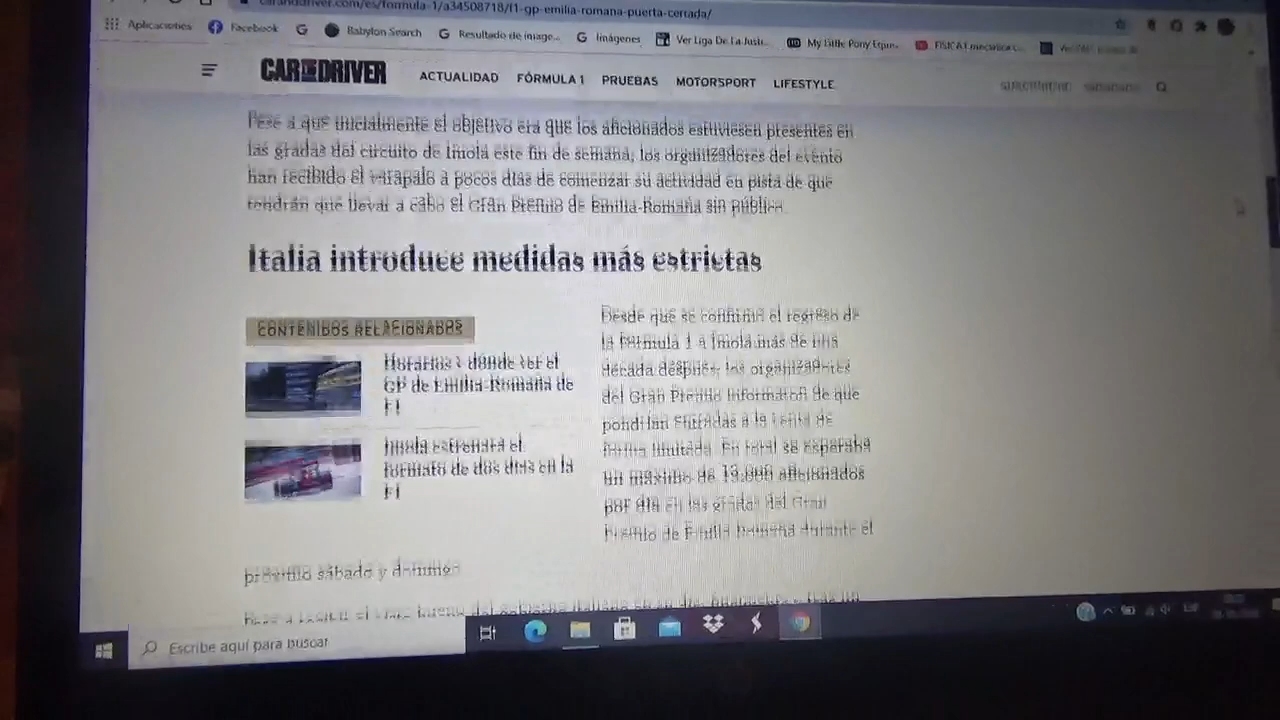 caranddriver.com/es/formula-1/a34508718/f1-gp-emilia-romana-puerta-cerrada/
Aplicaciones Facebook G Babylon Search Resultado de image... Imágenes Ver Liga De La Justi... My Little Pony Eque...
CAR AND DRIVER ACTUALIDAD FÓRMULA 1 PRUEBAS MOTORSPORT LIFESTYLE
Pese a que inicialmente el objetivo era que los aficionados estuviesen presentes en
las gradas del circuito de Imola este fin de semana, los organizadores del evento
han recibido el varapalo a pocos días de comenzar su actividad en pista de que
tendrán que llevar a cabo el Gran Premio de Emilia-Romaña sin público.
Italia introduce medidas más estrictas
CONTENIDOS RELACIONADOS
Horarios y dónde ver el
GP de Emilia-Romaña de
F1
Imola estrenará el
formato de dos días en la
F1
Desde que se confirmó el regreso de
la Fórmula 1 a Imola más de una
década después, los organizadores
del Gran Premio informaron de que
pondrían entradas a la venta de
forma limitada. En total se esperaba
un máximo de 13.000 aficionados
por día en las gradas del Gran
Premio de Emilia Romaña durante el
próximo sábado y domingo
Escribe aquí para buscar